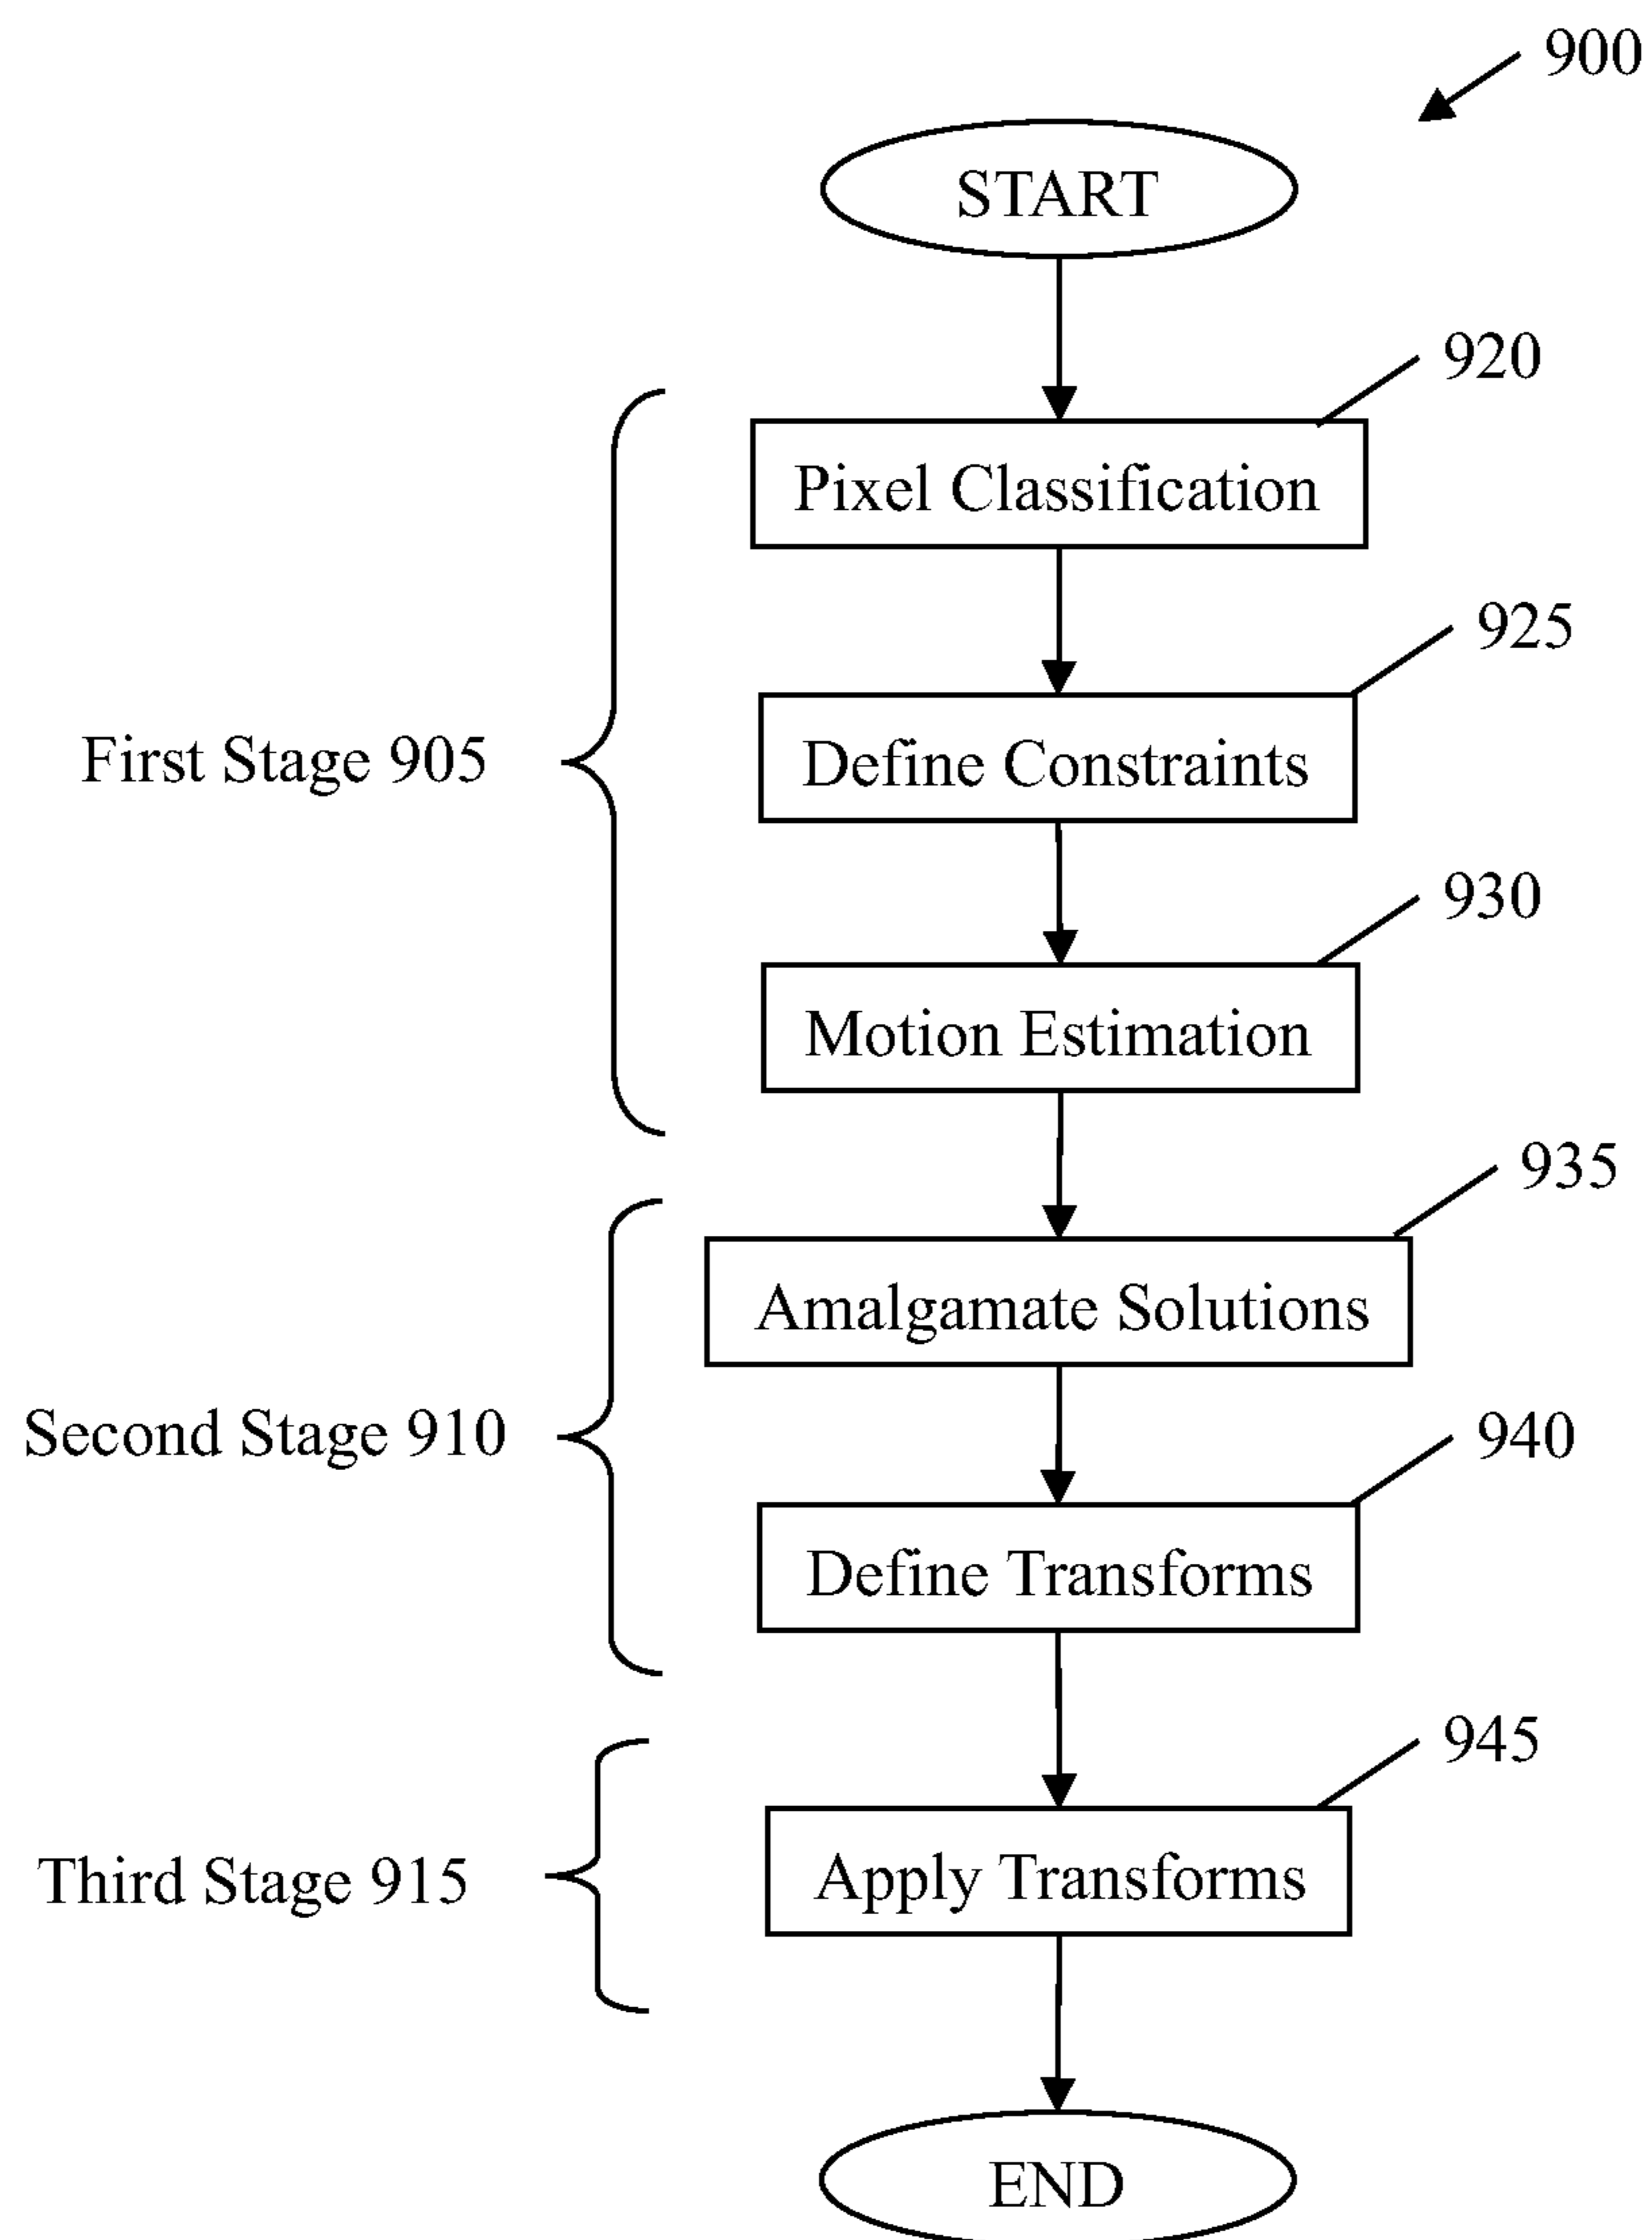 900
START
920
Pixel Classification
925
Define Constraints
First Stage 905
930
Motion Estimation
935
Amalgamate Solutions
Second Stage 910
940
Define Transforms
945
Apply Transforms
Third Stage 915
END